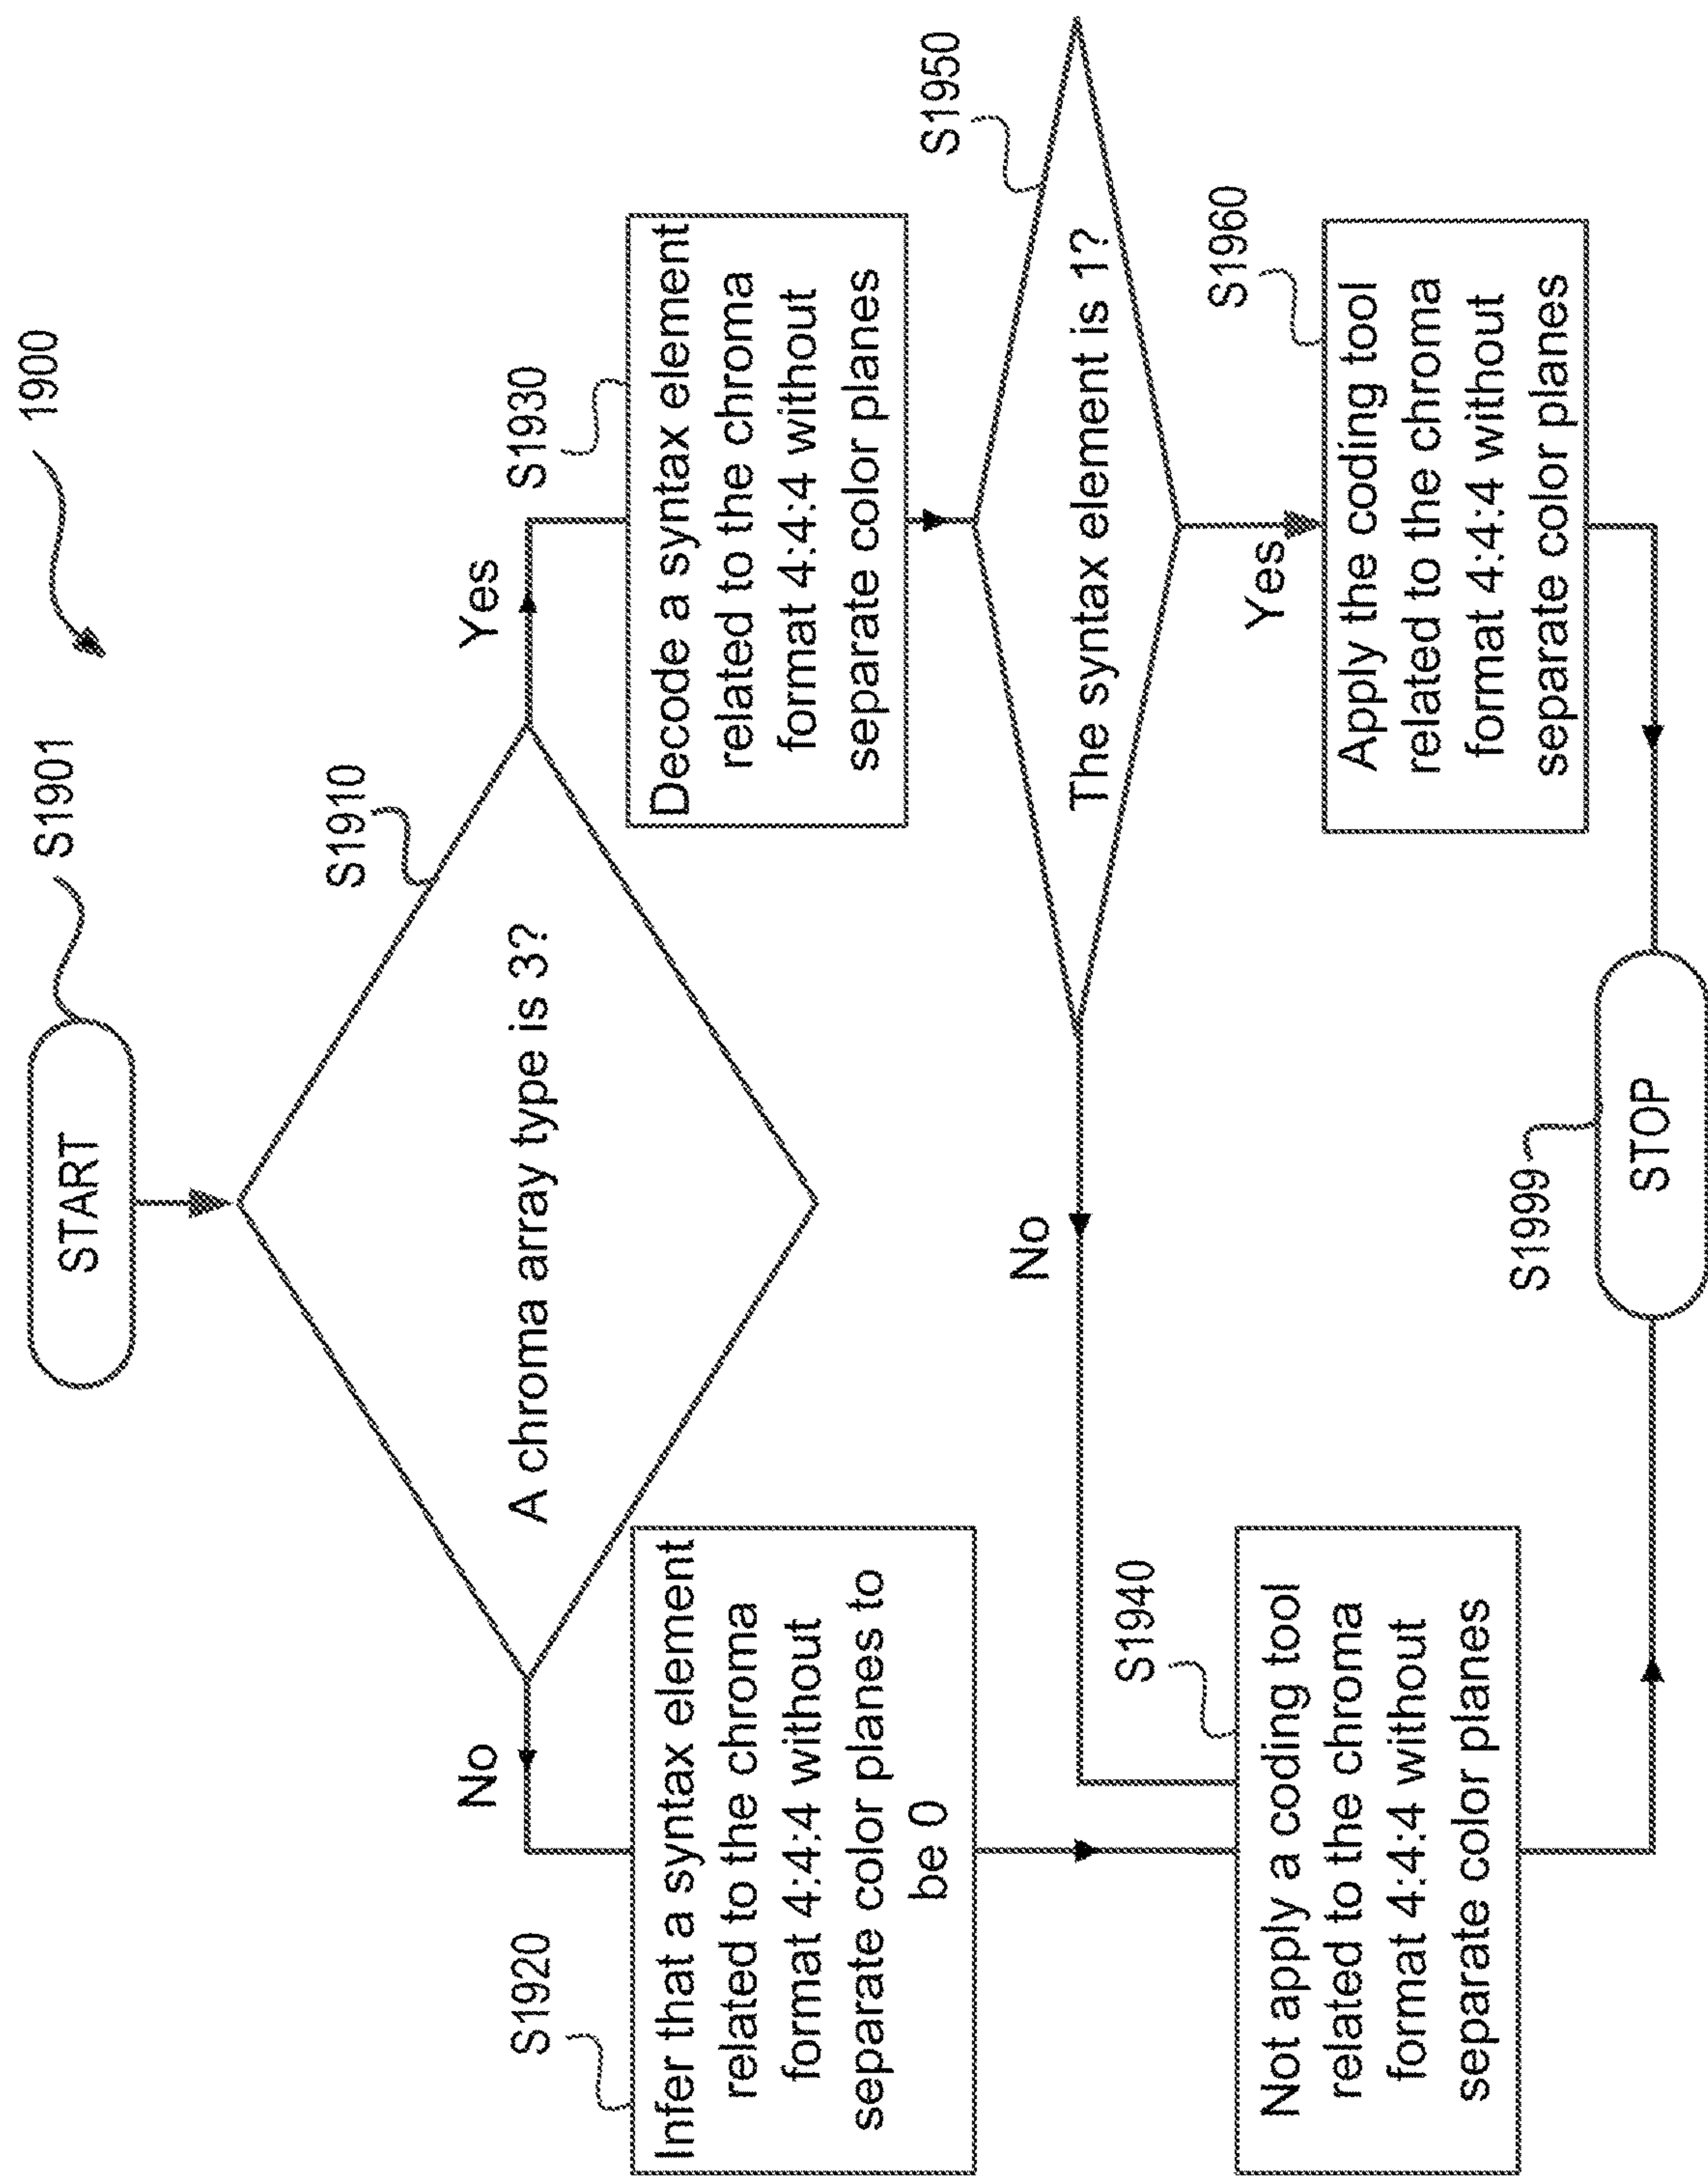 1900
START
S1901
A chroma array type is 3?
S1910
No
Yes
S1920
Infer that a syntax element
related to the chroma
format 4:4:4 without
separate color planes to
be 0
S1930
Decode a syntax element
related to the chroma
format 4:4:4 without
separate color planes
No
The syntax element is 1?
S1950
Yes
S1940
Not apply a coding tool
related to the chroma
format 4:4:4 without
separate color planes
S1960
Apply the coding tool
related to the chroma
format 4:4:4 without
separate color planes
S1999
STOP